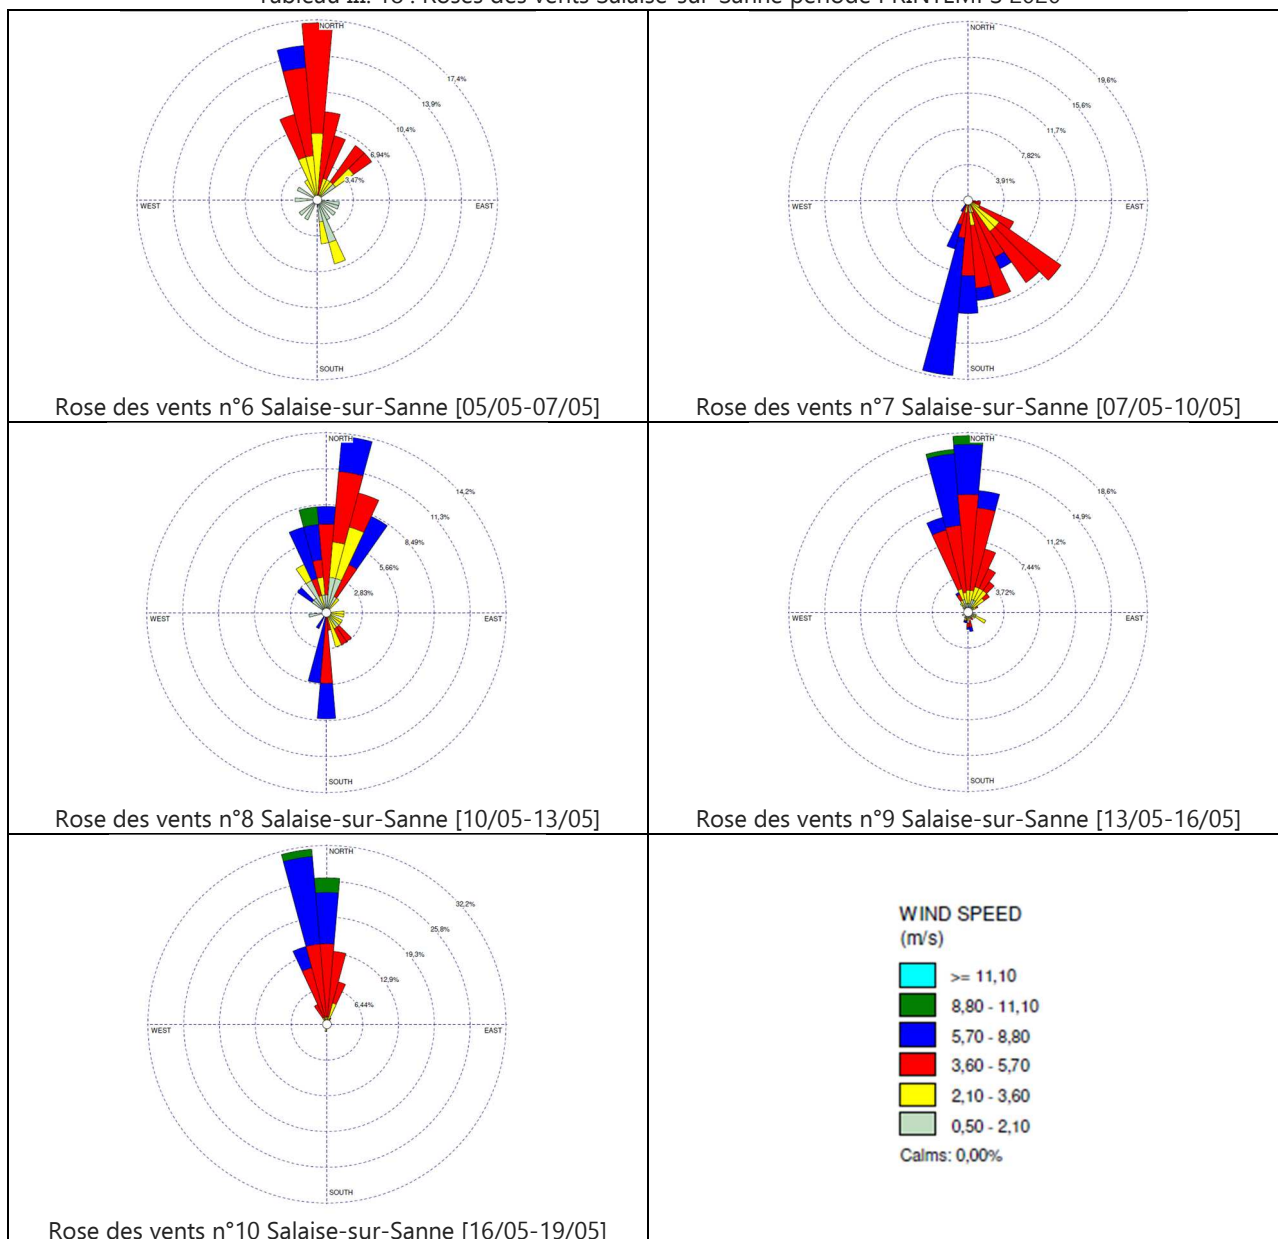 Tableau III. 48 : Roses des vents Salaise-sur-Sanne période PRINTEMPS 2020
NORTH
17,4%
13,9%
10,4%
6,94%
3,47%
WEST
EAST
SOUTH
Rose des vents n°6 Salaise-sur-Sanne [05/05-07/05]
NORTH
19,6%
15,6%
11,7%
7,82%
3,91%
WEST
EAST
SOUTH
Rose des vents n°7 Salaise-sur-Sanne [07/05-10/05]
NORTH
14,2%
11,3%
8,49%
5,66%
2,83%
WEST
EAST
SOUTH
Rose des vents n°8 Salaise-sur-Sanne [10/05-13/05]
NORTH
18,6%
14,9%
11,2%
7,44%
3,72%
WEST
EAST
SOUTH
Rose des vents n°9 Salaise-sur-Sanne [13/05-16/05]
NORTH
32,2%
25,8%
19,3%
12,9%
6,44%
WEST
EAST
SOUTH
Rose des vents n°10 Salaise-sur-Sanne [16/05-19/05]
WIND SPEED
(m/s)
>= 11,10
8,80 - 11,10
5,70 - 8,80
3,60 - 5,70
2,10 - 3,60
0,50 - 2,10
Calms: 0,00%